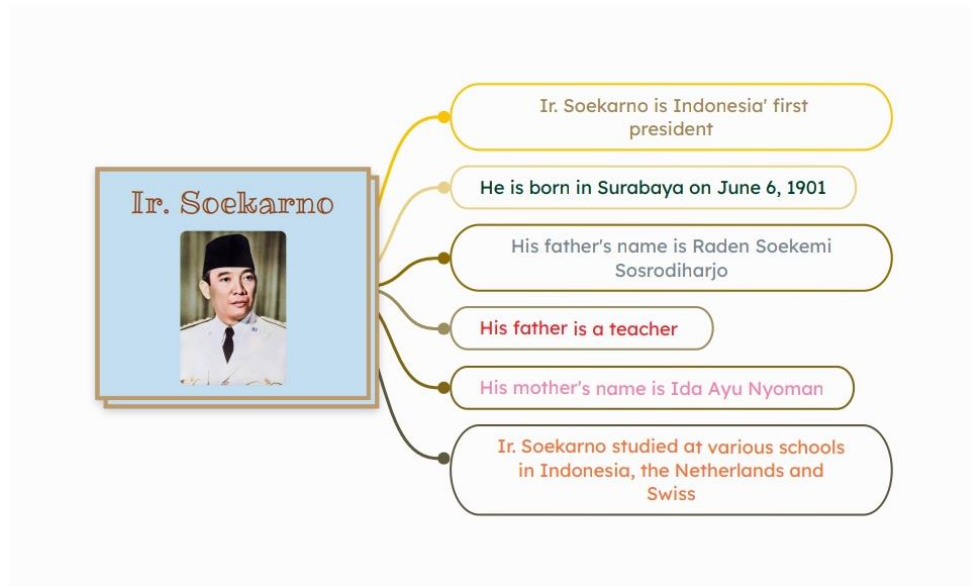 Ir. Soekarno
Ir. Soekarno is Indonesia' first
president
He is born in Surabaya on June 6, 1901
His father's name is Raden Soekemi
Sosrodiharjo
His father is a teacher
His mother's name is Ida Ayu Nyoman
Ir. Soekarno studied at various schools
in Indonesia, the Netherlands and
Swiss